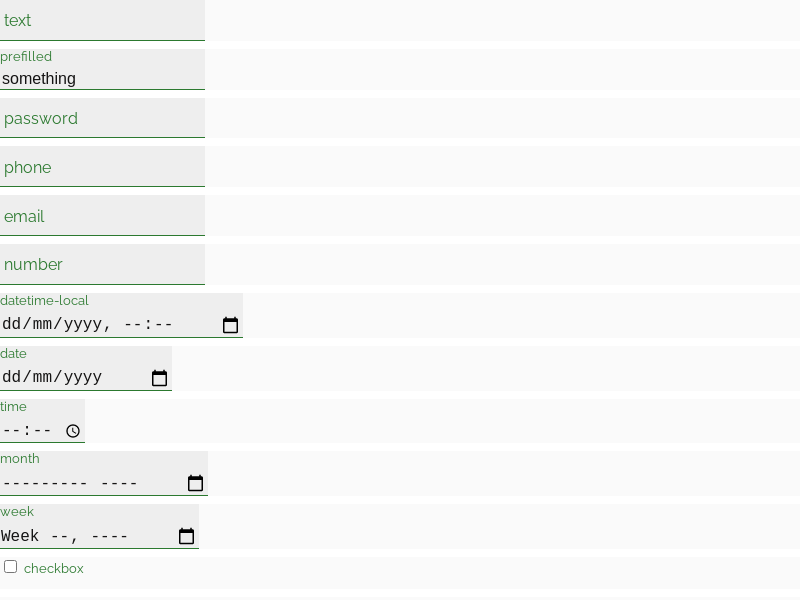 text
prefilled
something
password
phone
email
number
datetime-local
dd/mm/yyyy, --:--
date
dd/mm/yyyy
time
--:--
month
--------- ----
week
Week --, ----
checkbox